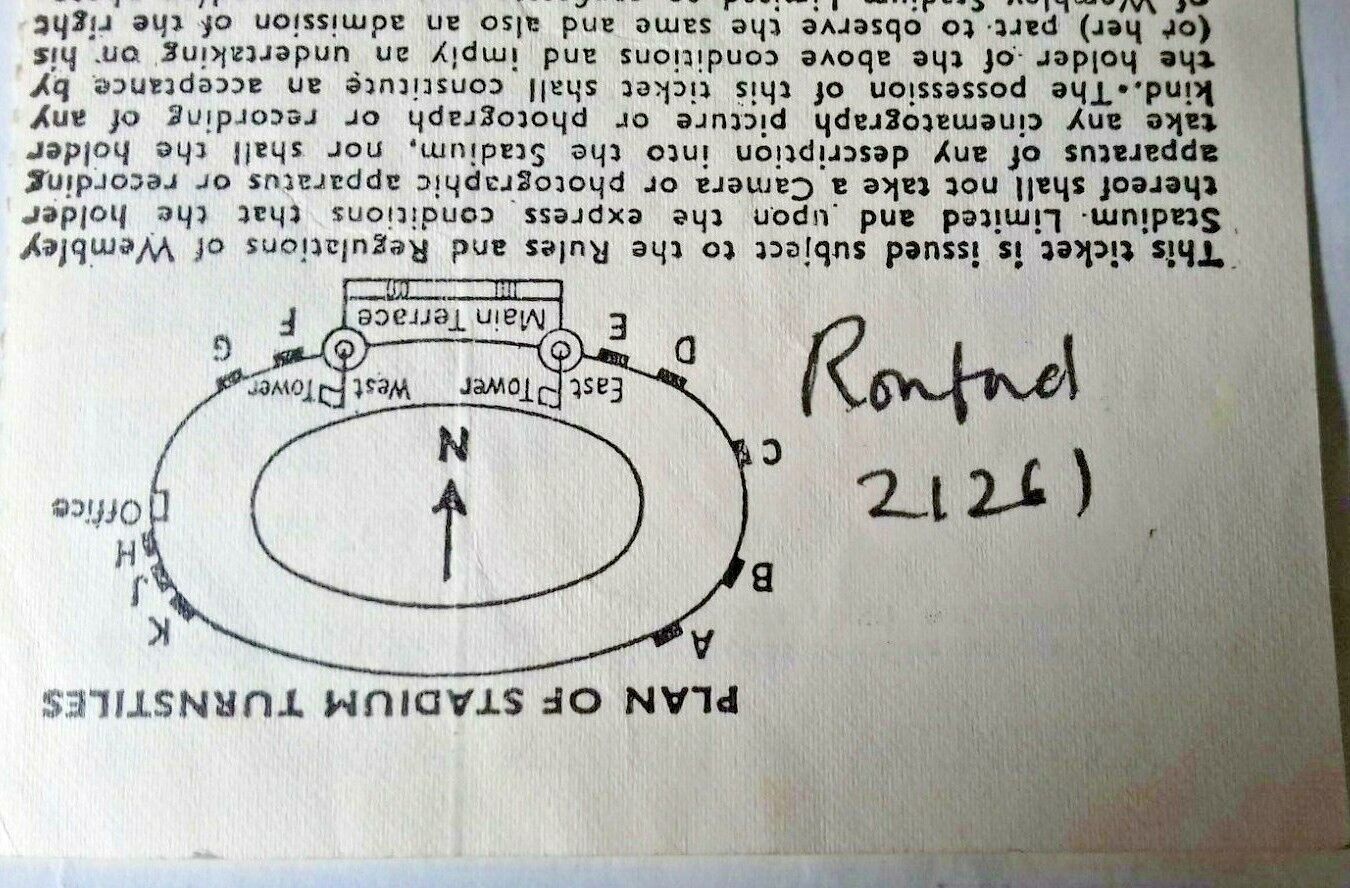 PLAN OF STADIUM TURNSTILES
A
K
B
J
H
Office
C
N
East Tower
West Tower
D
G
E
Main Terrace
F
This ticket is issued subject to the Rules and Regulations of Wembley
Stadium Limited and upon the express conditions that the holder
thereof shall not take a Camera or photographic apparatus or recording
apparatus of any description into the Stadium, nor shall the holder
take any cinematograph picture or photograph or recording of any
kind. The possession of this ticket shall constitute an acceptance by
the holder of the above conditions and imply an undertaking on his
(or her) part to observe the same and also an admission of the right
of Wembley Stadium Limited
Romford
21261